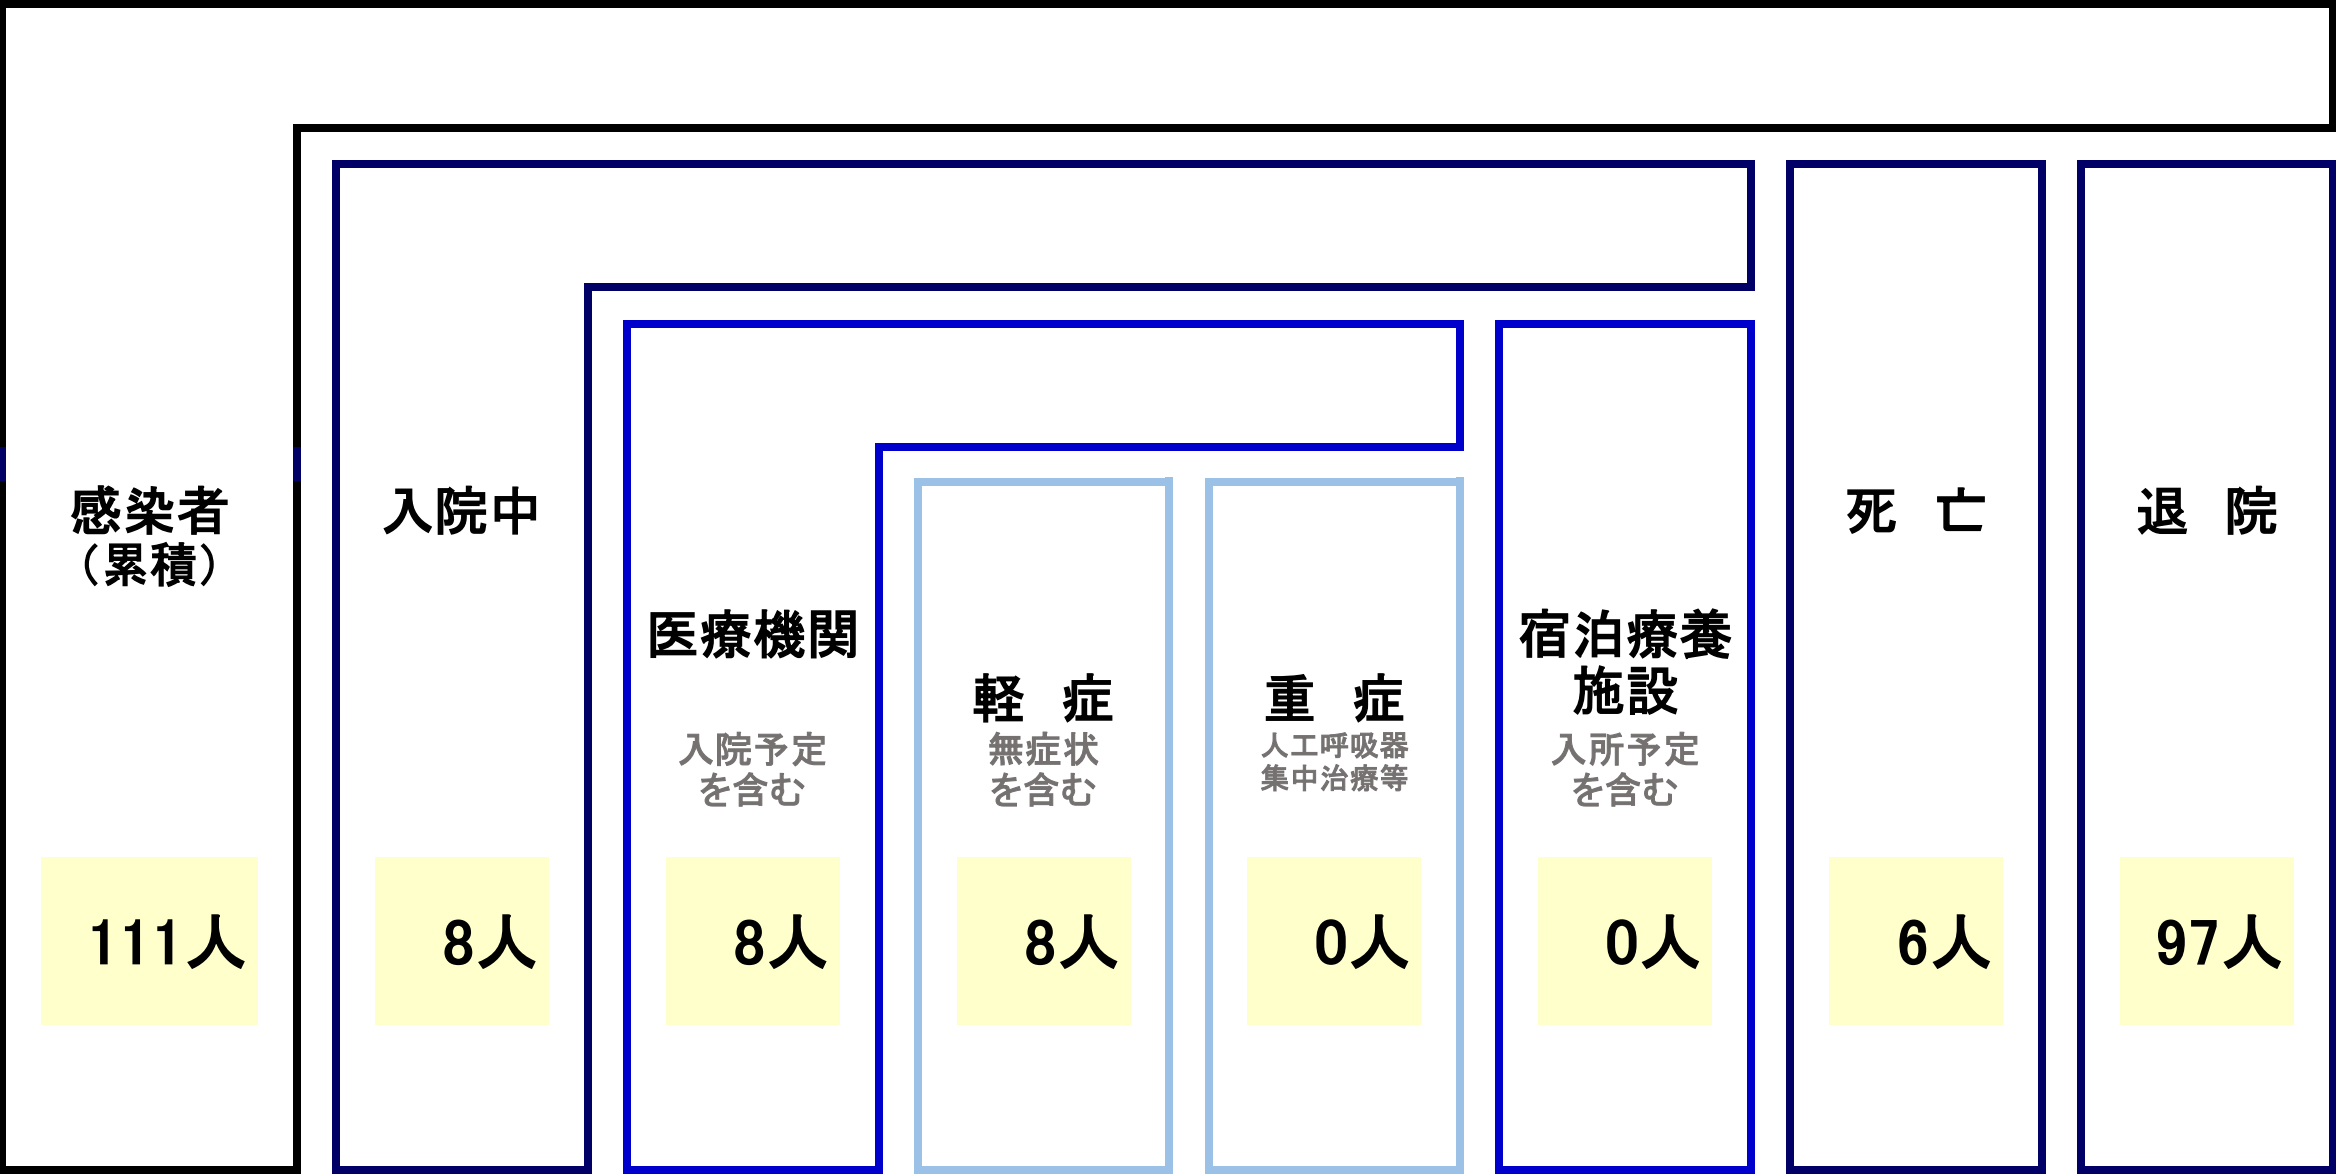 感染者
（累積）
111人
入院中
8人
医療機関
入院予定
を含む
8人
軽　症
無症状
を含む
8人
重　症
人工呼吸器
集中治療等
0人
宿泊療養
施設
入所予定
を含む
0人
死　亡
6人
退　院
97人